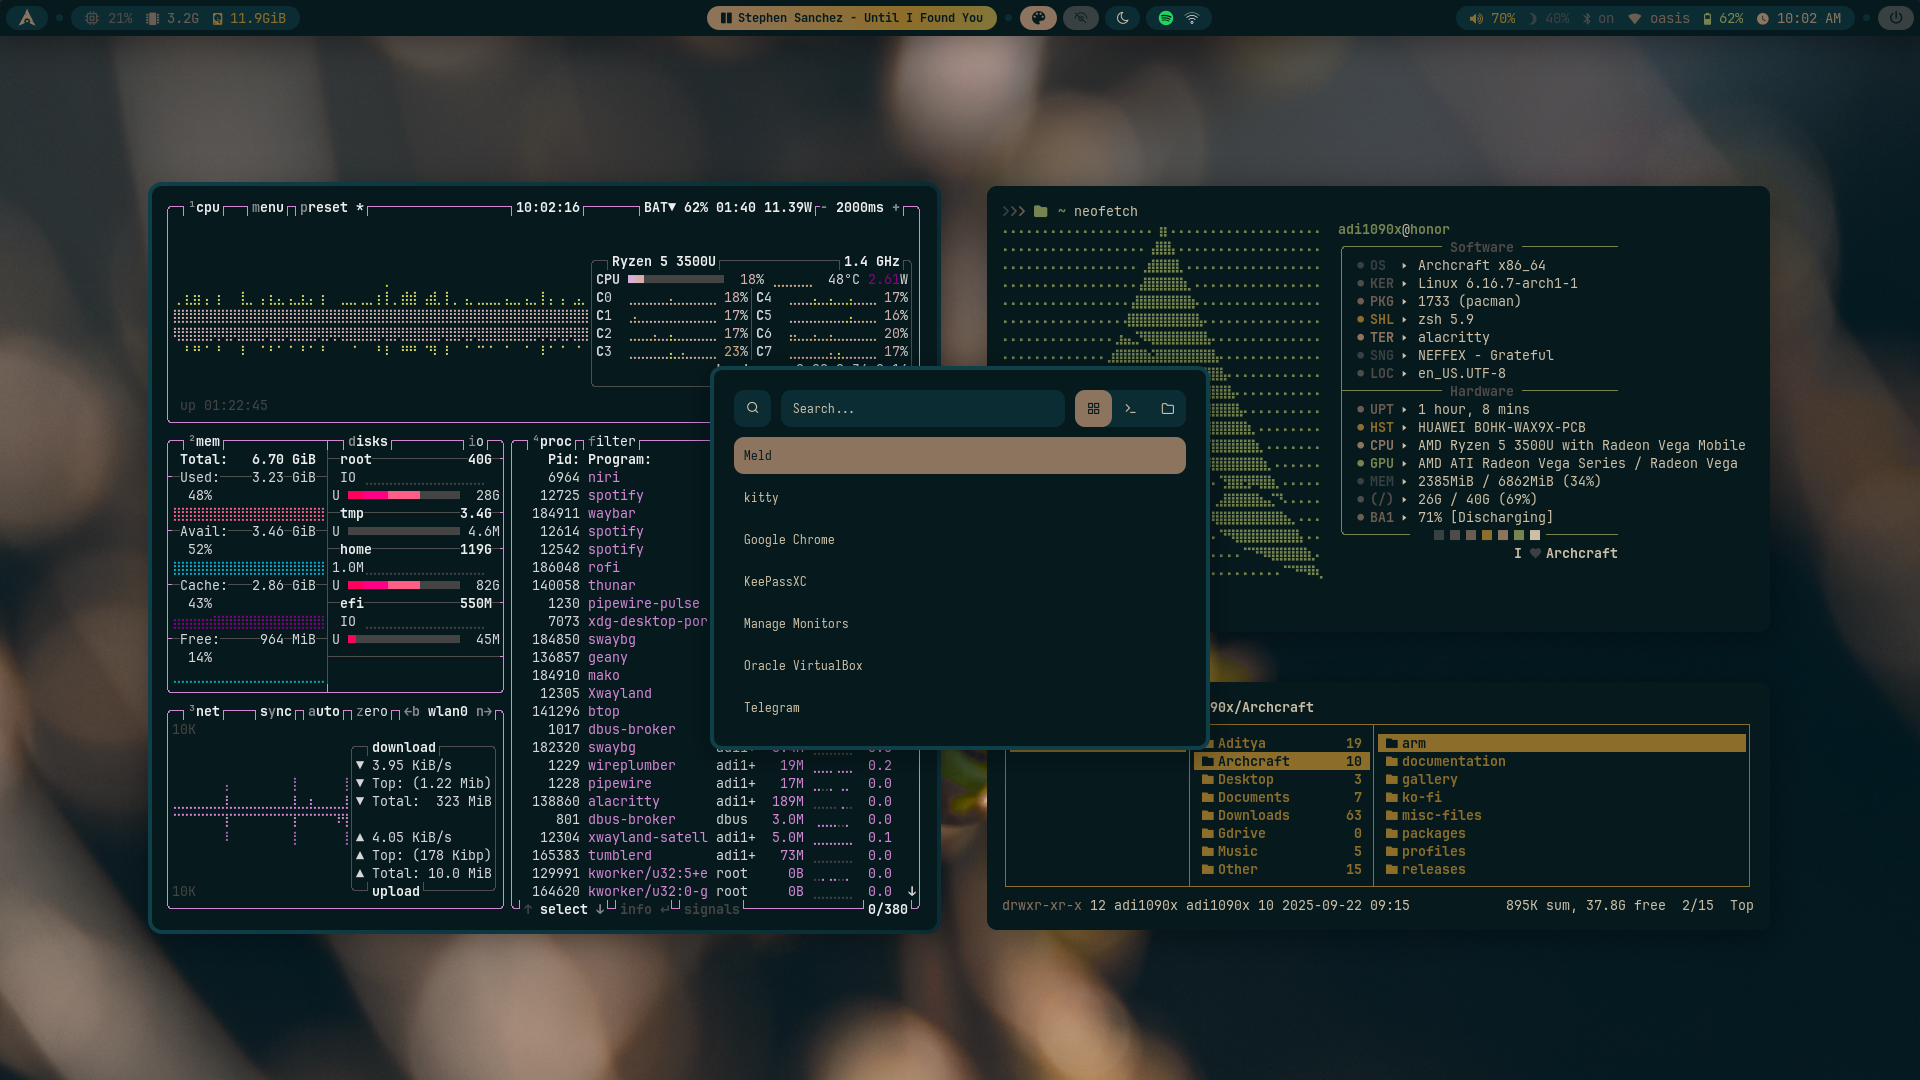 21% 3.2G 11.9GiB
Stephen Sanchez - Until I Found You
70% 40% on oasis 62% 10:02 AM
1cpu menu preset * 10:02:16 BAT▼ 62% 01:40 11.39W - 2000ms +
Ryzen 5 3500U 1.4 GHz
CPU 18% 48°C 2.61W
C0 18% C4 17%
C1 17% C5 16%
C2 17% C6 20%
C3 23% C7 17%
up 01:22:45
2mem disks io
Total: 6.70 GiB root 40G
Used: 3.23 GiB IO
48% U 28G
tmp 3.4G
Avail: 3.46 GiB U 4.6M
52% home 119G
1.0M
Cache: 2.86 GiB U 82G
43% efi 550M
IO
Free: 964 MiB U 45M
14%
3net sync auto zero ←b wlan0 n→
10K
download
▼ 3.95 KiB/s
▼ Top: (1.22 Mib)
▼ Total: 323 MiB
▲ 4.05 KiB/s
▲ Top: (178 Kibp)
▲ Total: 10.0 MiB
10K upload
4proc filter
Pid: Program:
6964 niri
12725 spotify
184911 waybar
12614 spotify
12542 spotify
186048 rofi
140058 thunar
1230 pipewire-pulse
7073 xdg-desktop-por
184850 swaybg
136857 geany
184910 mako
12305 Xwayland
141296 btop
1017 dbus-broker
182320 swaybg
1229 wireplumber adi1+ 19M 0.2
1228 pipewire adi1+ 17M 0.0
138860 alacritty adi1+ 189M 0.0
801 dbus-broker dbus 3.0M 0.0
12304 xwayland-satell adi1+ 5.0M 0.1
165383 tumblerd adi1+ 73M 0.0
129991 kworker/u32:5+e root 0B 0.0
164620 kworker/u32:0-g root 0B 0.0 ↓
↑ select ↓ info ↵ signals 0/380
Search...
Meld
kitty
Google Chrome
KeePassXC
Manage Monitors
Oracle VirtualBox
Telegram
~ neofetch
adi1090x@honor
Software
OS Archcraft x86_64
KER Linux 6.16.7-arch1-1
PKG 1733 (pacman)
SHL zsh 5.9
TER alacritty
SNG NEFFEX - Grateful
LOC en_US.UTF-8
Hardware
UPT 1 hour, 8 mins
HST HUAWEI BOHK-WAX9X-PCB
CPU AMD Ryzen 5 3500U with Radeon Vega Mobile
GPU AMD ATI Radeon Vega Series / Radeon Vega
MEM 2385MiB / 6862MiB (34%)
(/) 26G / 40G (69%)
BA1 71% [Discharging]
I ♥ Archcraft
90x/Archcraft
Aditya 19 arm
Archcraft 10 documentation
Desktop 3 gallery
Documents 7 ko-fi
Downloads 63 misc-files
Gdrive 0 packages
Music 5 profiles
Other 15 releases
drwxr-xr-x 12 adi1090x adi1090x 10 2025-09-22 09:15 895K sum, 37.8G free 2/15 Top